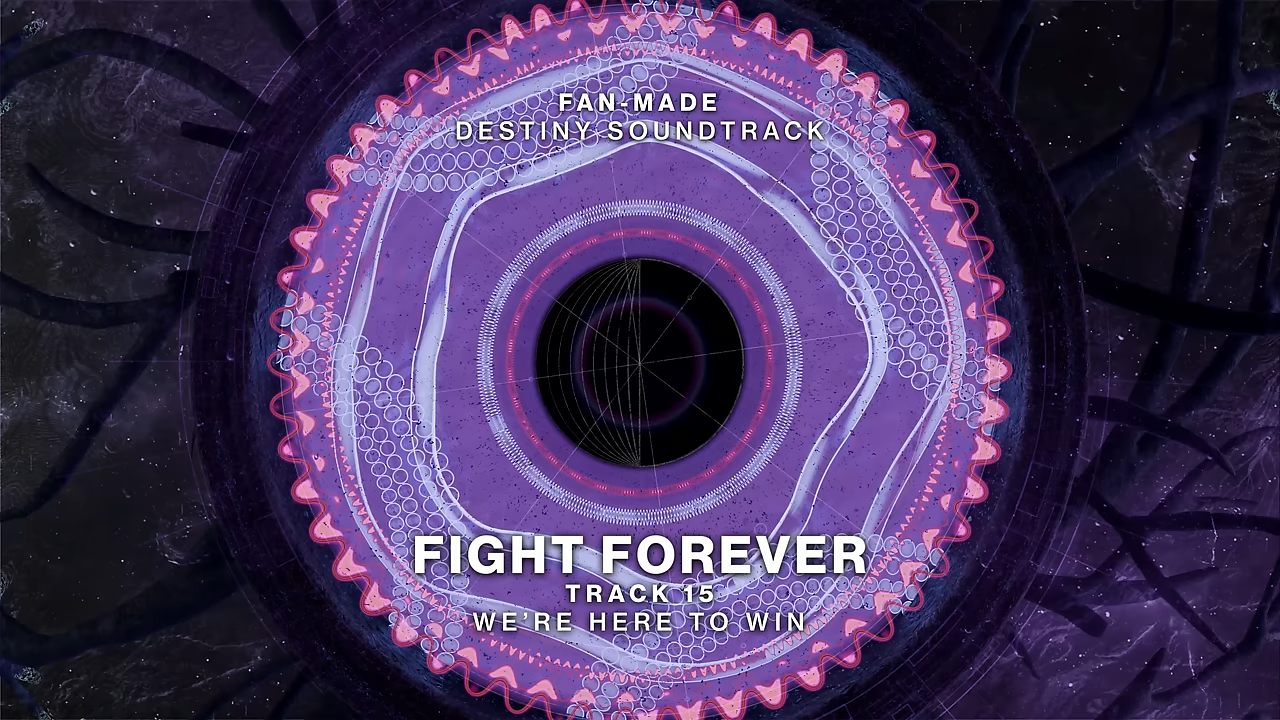 FAN-MADE
DESTINY SOUNDTRACK
FIGHT FOREVER
TRACK 15
WE'RE HERE TO WIN